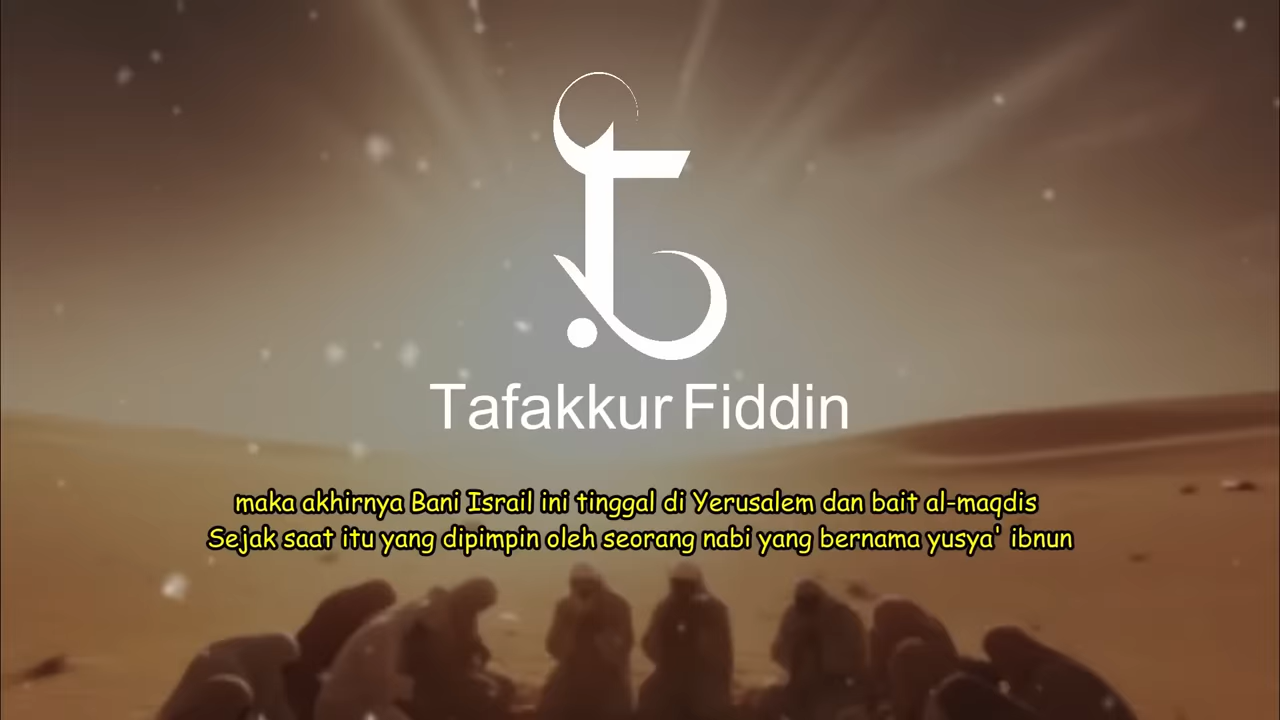 Tafakkur Fiddin
maka akhirnya Bani Israil ini tinggal di Yerusalem dan bait al-maqdis
Sejak saat itu yang dipimpin oleh seorang nabi yang bernama yusya' ibnun